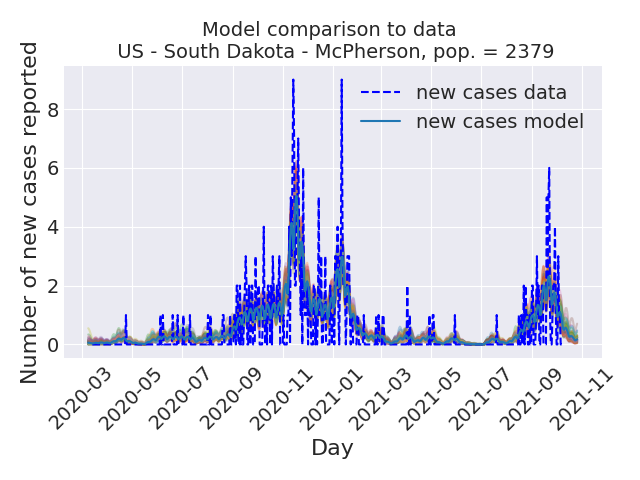 Model comparison to data
US - South Dakota - McPherson, pop. = 2379
Number of new cases reported
8
6
4
2
0
new cases data
new cases model
2020-03
2020-05
2020-07
2020-09
2020-11
2021-01
2021-03
2021-05
2021-07
2021-09
2021-11
Day